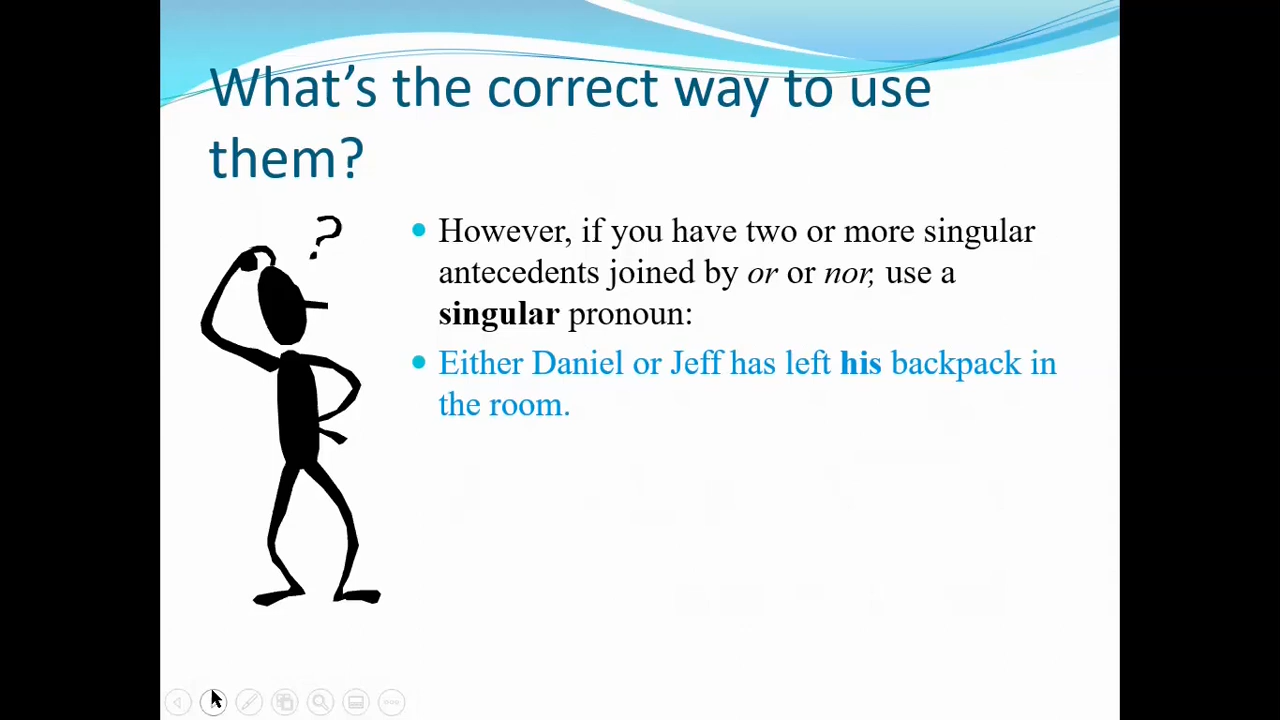 What’s the correct way to use
them?
?
However, if you have two or more singular
antecedents joined by or or nor, use a
singular pronoun:
Either Daniel or Jeff has left his backpack in
the room.